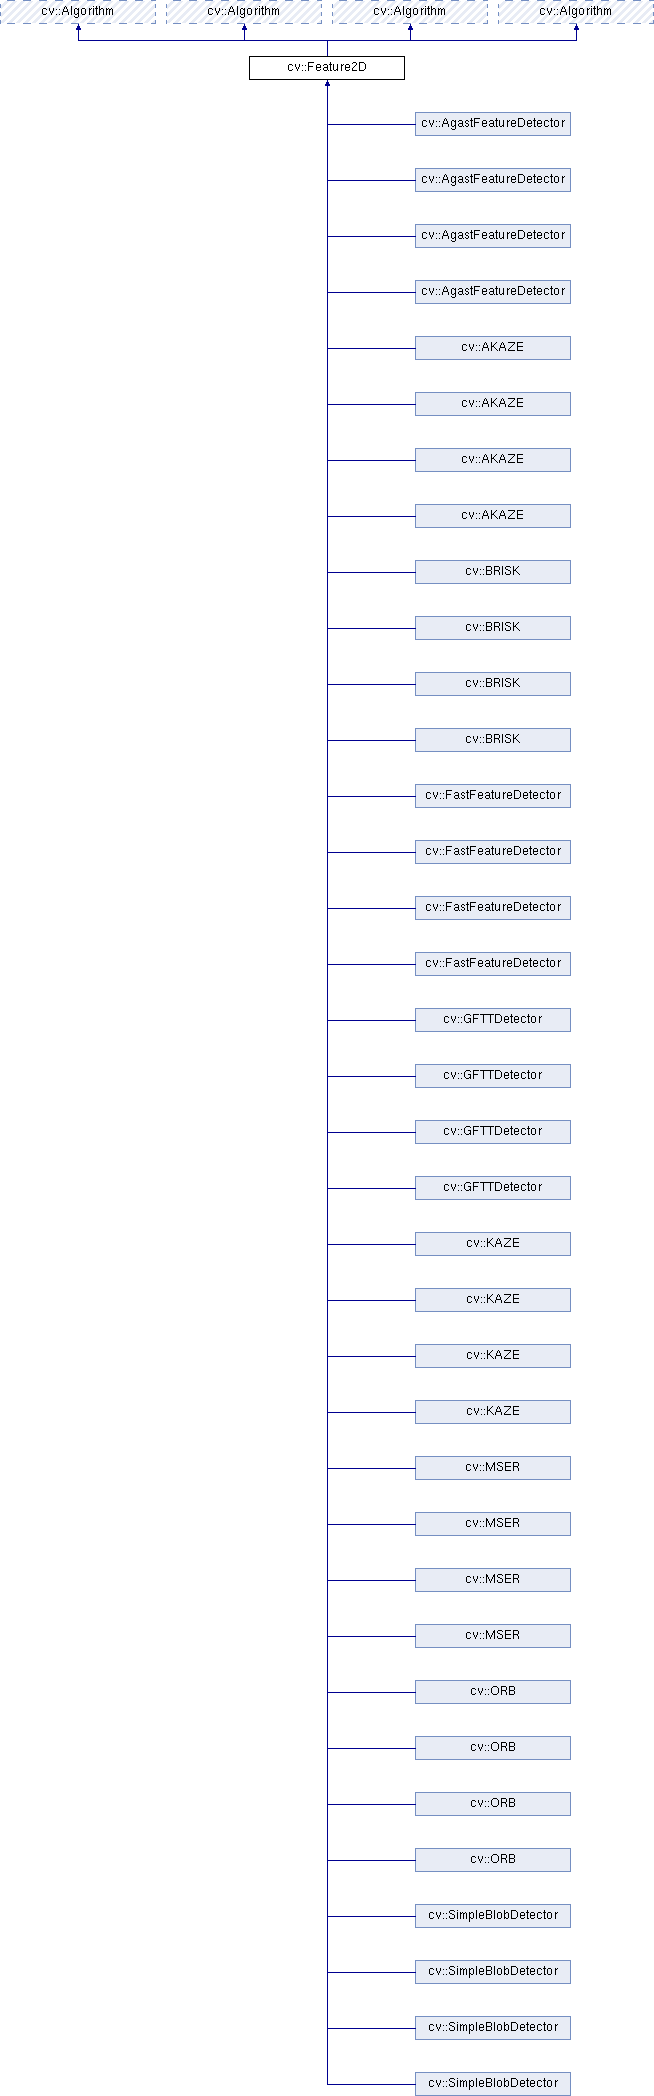 cv::Algorithm cv::Algorithm cv::Algorithm cv::Algorithm
cv::Feature2D
cv::AgastFeatureDetector
cv::AgastFeatureDetector
cv::AgastFeatureDetector
cv::AgastFeatureDetector
cv::AKAZE
cv::AKAZE
cv::AKAZE
cv::AKAZE
cv::BRISK
cv::BRISK
cv::BRISK
cv::BRISK
cv::FastFeatureDetector
cv::FastFeatureDetector
cv::FastFeatureDetector
cv::FastFeatureDetector
cv::GFTTDetector
cv::GFTTDetector
cv::GFTTDetector
cv::GFTTDetector
cv::KAZE
cv::KAZE
cv::KAZE
cv::KAZE
cv::MSER
cv::MSER
cv::MSER
cv::MSER
cv::ORB
cv::ORB
cv::ORB
cv::ORB
cv::SimpleBlobDetector
cv::SimpleBlobDetector
cv::SimpleBlobDetector
cv::SimpleBlobDetector